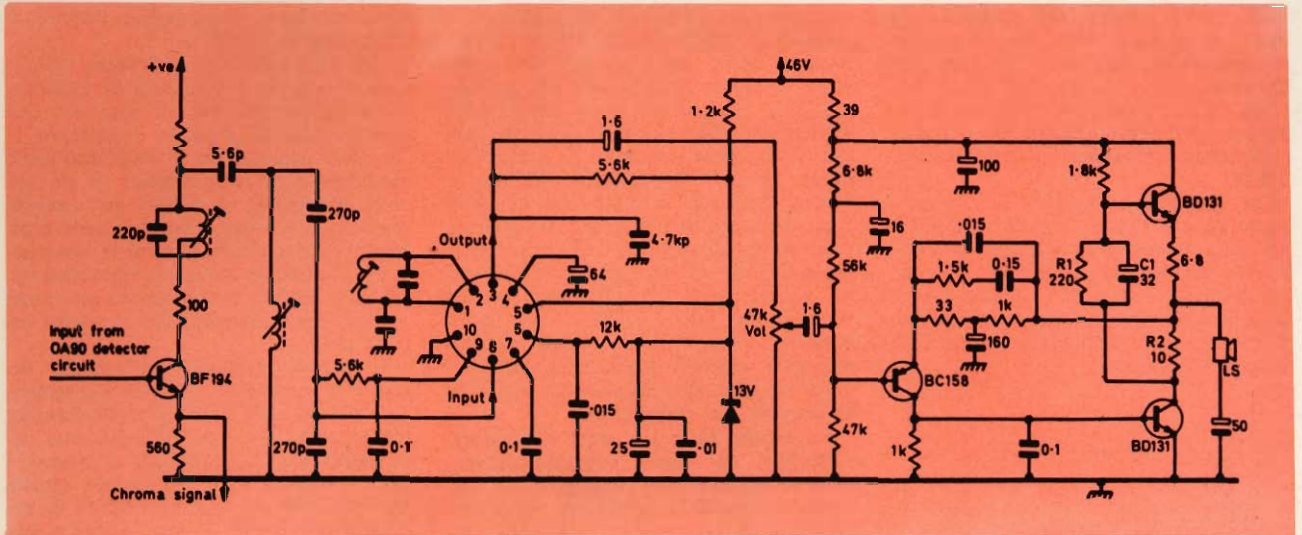 +ve
46V
1·2k
39
1·6
5·6p
5·6k
6·8k
100
1·8k
BD131
220p
270p
Output
4·7kp
16
·015
1·5k
0·15
R1
220
C1
32
6·8
64
2
3
4
1
5
10
5
9
6
7
56k
100
12k
47k
Vol
1·6
33
1k
160
R2
10
LS
Input from
OA90 detector
circuit
BF194
5·6k
Input
13V
BC158
560
270p
0·1
0·1
·015
25
·01
47k
1k
0·1
BD131
50
Chroma signal